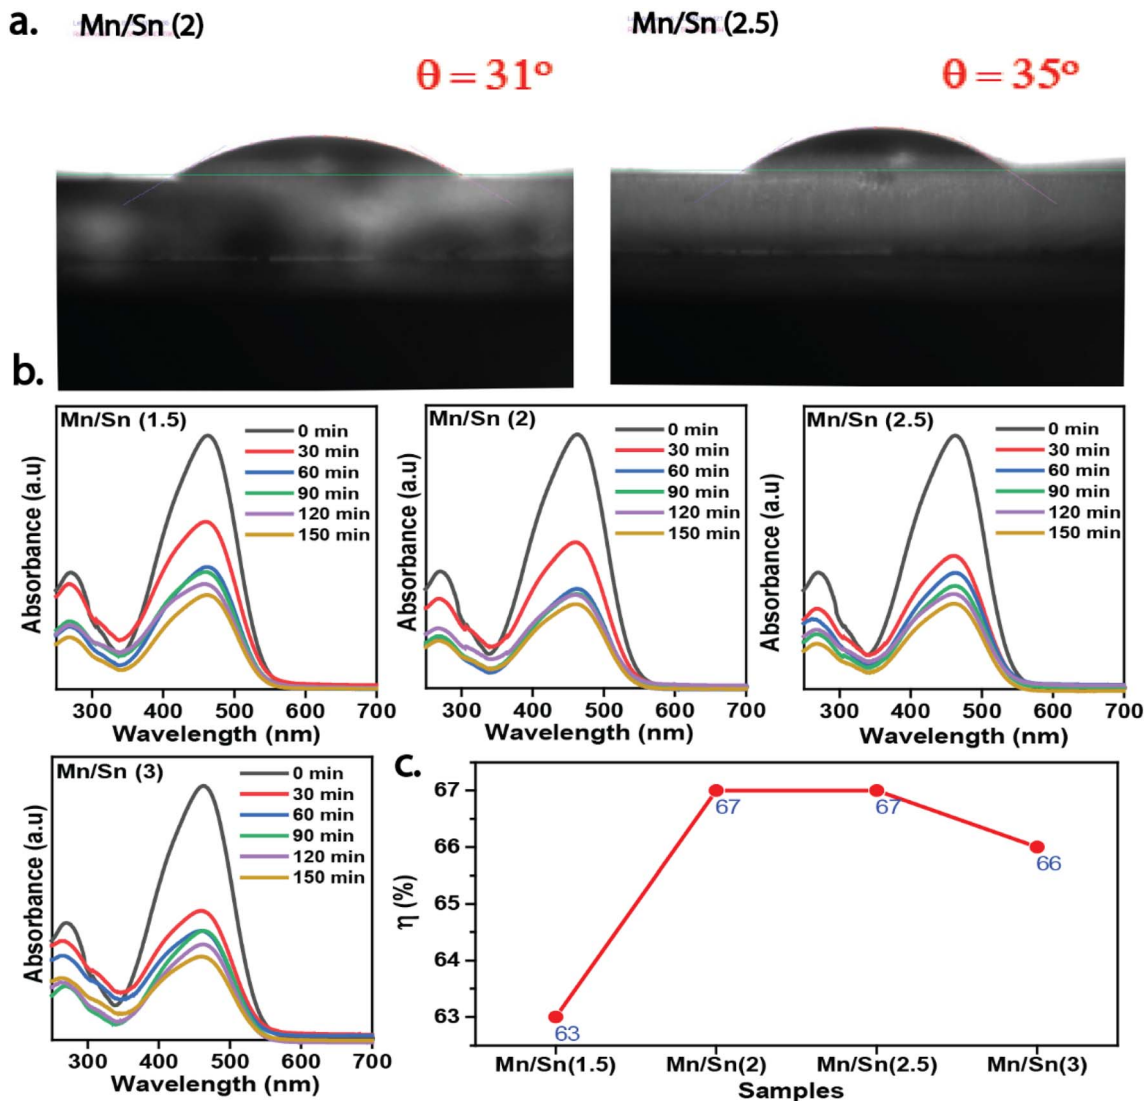 a.
Mn/Sn (2)
θ = 31°
Mn/Sn (2.5)
θ = 35°
b.
Mn/Sn (1.5)
0 min
30 min
60 min
90 min
120 min
150 min
Absorbance (a.u)
300 400 500 600 700
Wavelength (nm)
Mn/Sn (2)
0 min
30 min
60 min
90 min
120 min
150 min
Absorbance (a.u)
300 400 500 600 700
Wavelength (nm)
Mn/Sn (2.5)
0 min
30 min
60 min
90 min
120 min
150 min
Absorbance (a.u)
300 400 500 600 700
Wavelength (nm)
Mn/Sn (3)
0 min
30 min
60 min
90 min
120 min
150 min
Absorbance (a.u)
300 400 500 600 700
Wavelength (nm)
c.
67
66
65
64
63
η (%)
63
67
67
66
Mn/Sn(1.5) Mn/Sn(2) Mn/Sn(2.5) Mn/Sn(3)
Samples